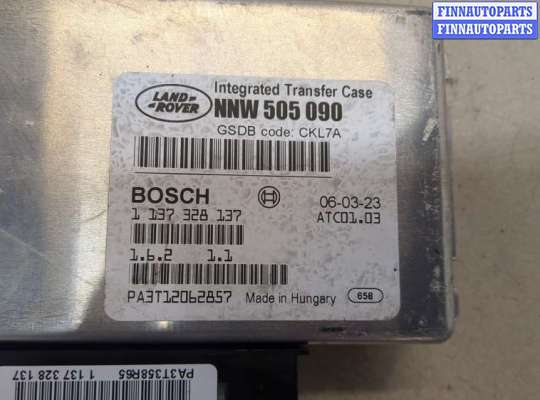 FINNAUTOPARTS
FINNAUTOPARTS
LAND-
-ROVER
Integrated Transfer Case
NNW 505 090
GSDB code: CKL7A
BOSCH
06-03-23
1 137 328 137
ATC01.03
1.6.2 1.1
PA3T12062857
Made in Hungary
658
1 137 328 137
PA3T358R65